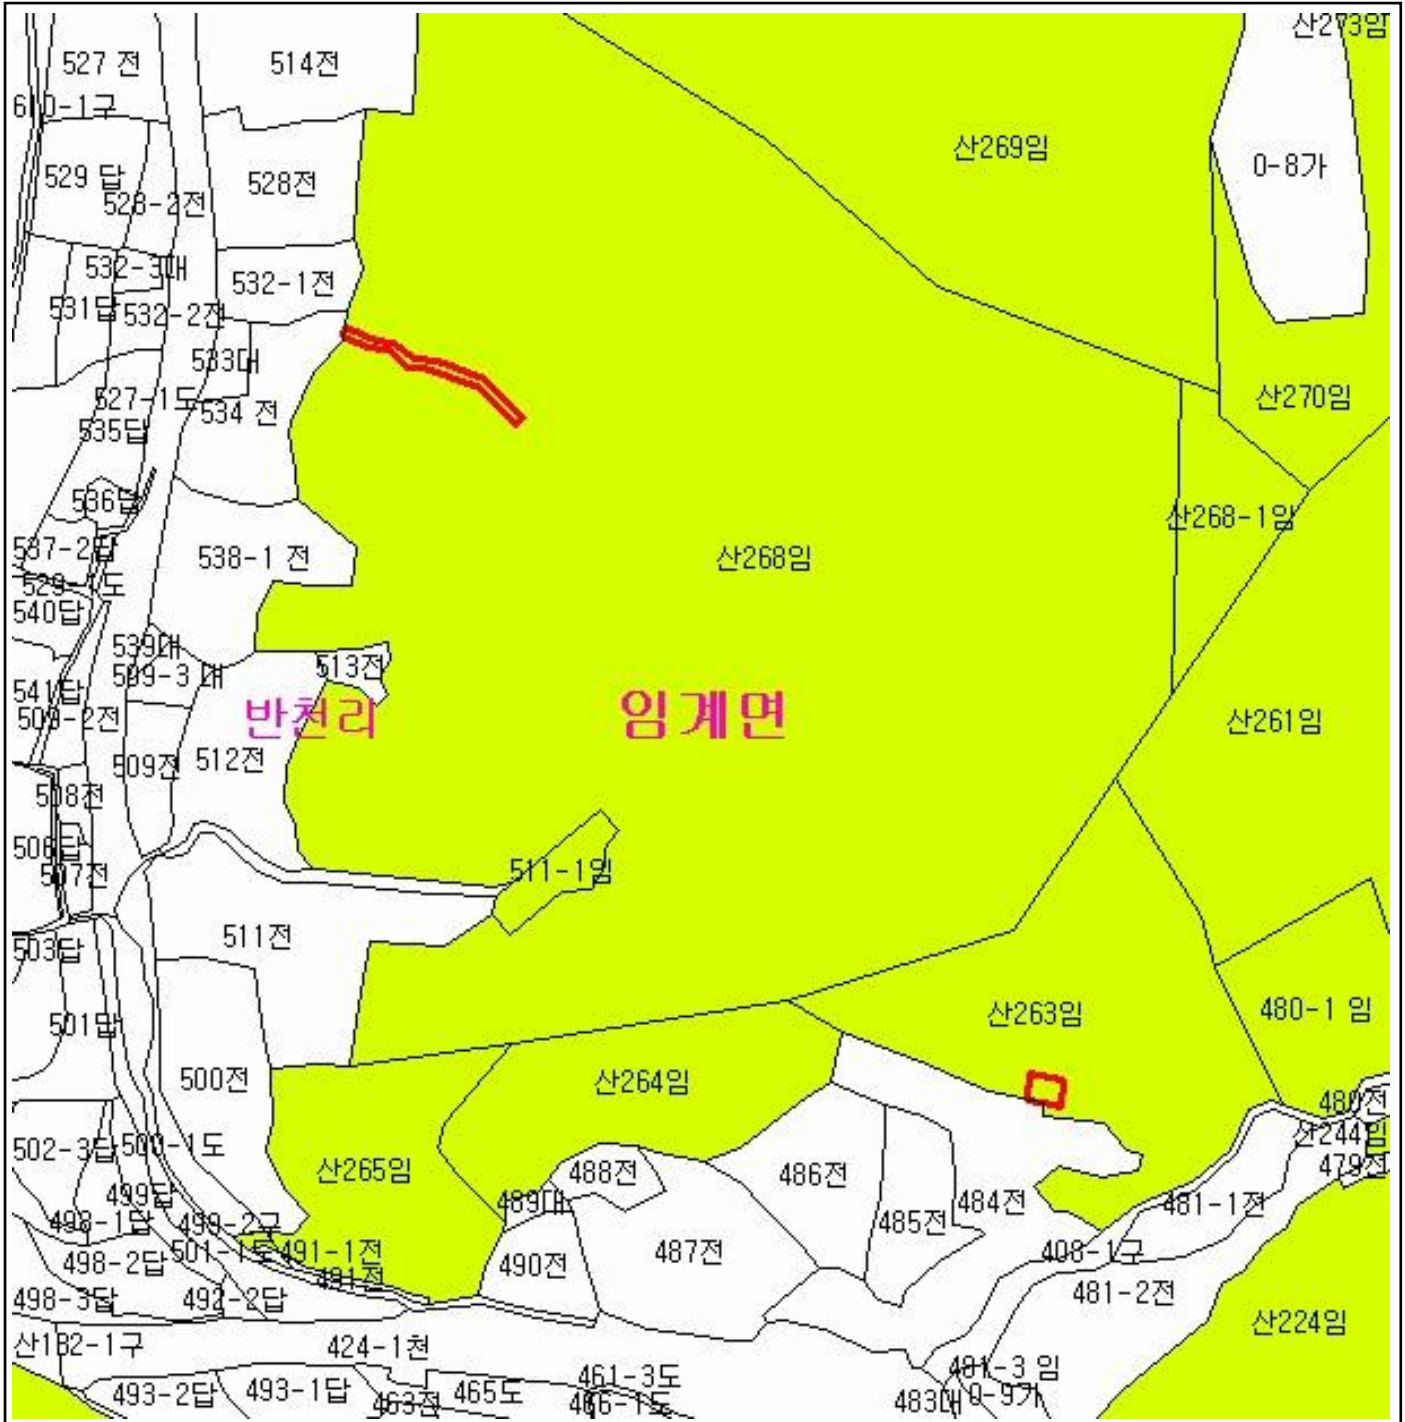 산273임
527 전
514전
610-1구
산269임
0-8가
529 답
528-2전
528전
532-3대
532-1전
531답
532-2전
533대
527-1도
534 전
535답
산270임
536답
산268-1임
537-2답
538-1 전
산268임
529-1도
540답
539대
513전
509-3 대
541답
509-2전
반천리
임계면
산261임
509전
512전
508전
506답
507전
511-1임
503답
511전
501답
산263임
480-1 임
500전
산264임
480전
502-3답
500-1도
산244임
479전
산265임
488전
486전
499답
489대
484전
481-1전
498-1답
499-2구
485전
501-1도
491-1전
487전
408-1구
498-2답
490전
491전
481-2전
498-3답
492-2답
산224임
산182-1구
424-1천
461-3도
481-3 임
493-2답
493-1답
465도
463전
466-1도
483대
0-9가